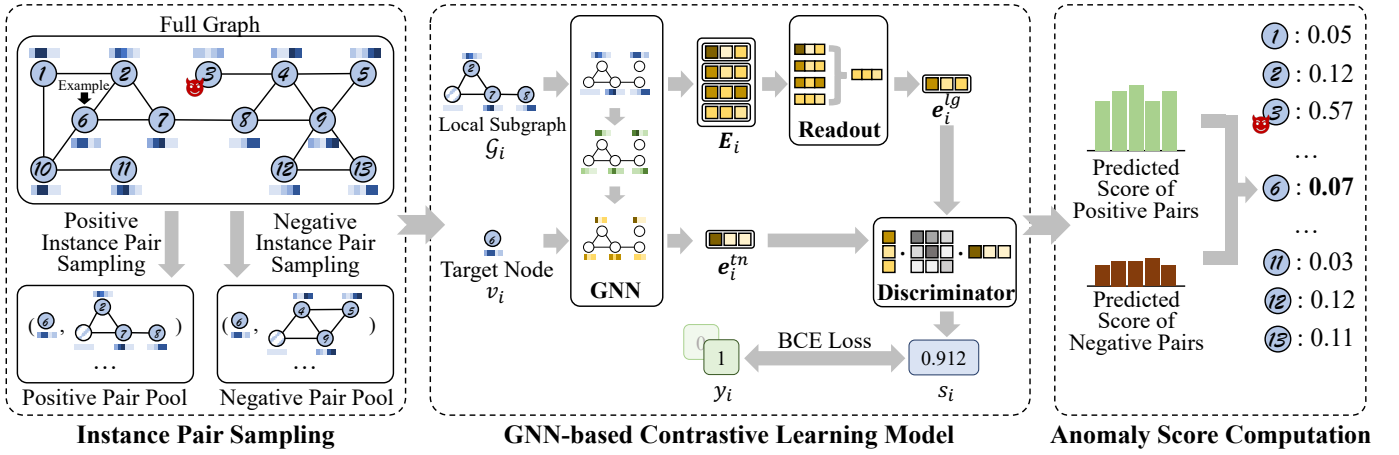 Full Graph
1
2
3
4
5
Example
6
7
8
9
10
11
12
13
Positive
Instance Pair
Sampling
Negative
Instance Pair
Sampling
( 6 , 2 7 8 )
...
Positive Pair Pool
( 6 , 4 5 9 )
...
Negative Pair Pool
Instance Pair Sampling
2
7
8
Local Subgraph
𝒢i
6
Target Node
vi
GNN
Ei
Readout
ei^lg
ei^tn
Discriminator
BCE Loss
0
1
yi
0.912
si
GNN-based Contrastive Learning Model
Predicted
Score of
Positive Pairs
Predicted
Score of
Negative Pairs
1 : 0.05
2 : 0.12
3 : 0.57
...
6 : 0.07
...
11 : 0.03
12 : 0.12
13 : 0.11
Anomaly Score Computation